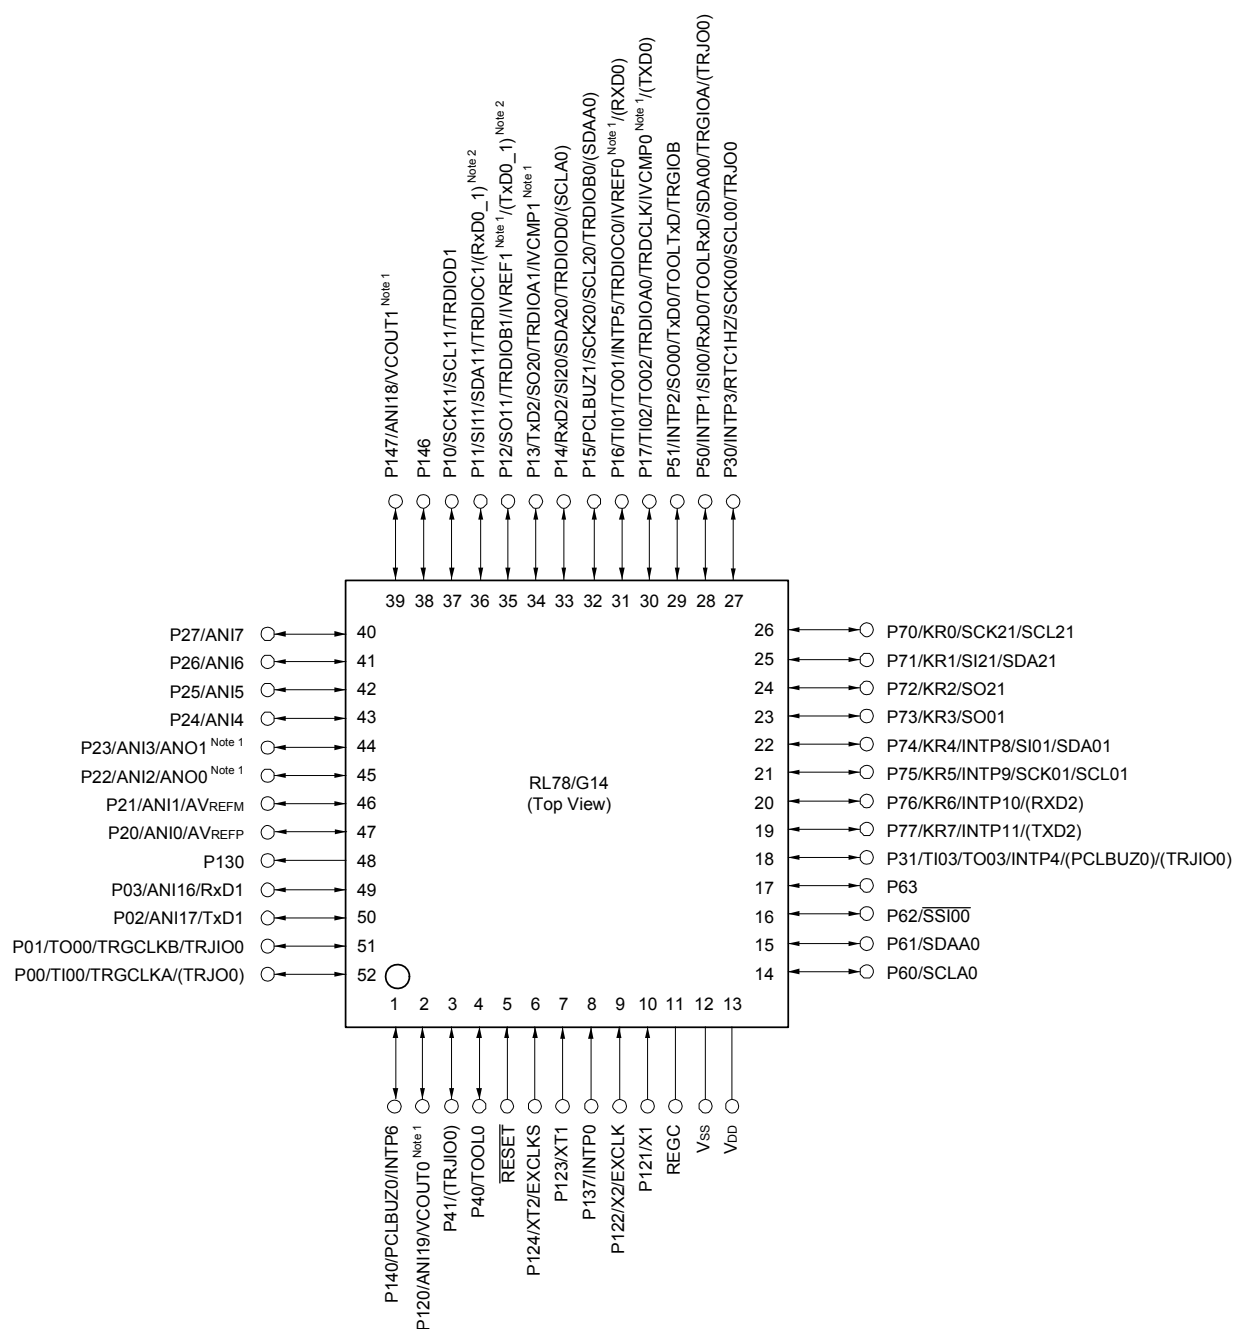 P147/ANI18/VCOUT1 Note 1
P146
P10/SCK11/SCL11/TRDIOD1
P11/SI11/SDA11/TRDIOC1/(RxD0_1) Note 2
P12/SO11/TRDIOB1/IVREF1 Note 1/(TxD0_1) Note 2
P13/TxD2/SO20/TRDIOA1/IVCMP1 Note 1
P14/RxD2/SI20/SDA20/TRDIOD0/(SCLA0)
P15/PCLBUZ1/SCK20/SCL20/TRDIOB0/(SDAA0)
P16/TI01/TO01/INTP5/TRDIOC0/IVREF0 Note 1/(RXD0)
P17/TI02/TO02/TRDIOA0/TRDCLK/IVCMP0 Note 1/(TXD0)
P51/INTP2/SO00/TxD0/TOOLTxD/TRGIOB
P50/INTP1/SI00/RxD0/TOOLRxD/SDA00/TRGIOA/(TRJO0)
P30/INTP3/RTC1HZ/SCK00/SCL00/TRJO0
39 38 37 36 35 34 33 32 31 30 29 28 27
P27/ANI7 40
P26/ANI6 41
P25/ANI5 42
P24/ANI4 43
P23/ANI3/ANO1 Note 1 44
P22/ANI2/ANO0 Note 1 45
P21/ANI1/AVREFM 46
P20/ANI0/AVREFP 47
P130 48
P03/ANI16/RxD1 49
P02/ANI17/TxD1 50
P01/TO00/TRGCLKB/TRJIO0 51
P00/TI00/TRGCLKA/(TRJO0) 52
RL78/G14
(Top View)
26 P70/KR0/SCK21/SCL21
25 P71/KR1/SI21/SDA21
24 P72/KR2/SO21
23 P73/KR3/SO01
22 P74/KR4/INTP8/SI01/SDA01
21 P75/KR5/INTP9/SCK01/SCL01
20 P76/KR6/INTP10/(RXD2)
19 P77/KR7/INTP11/(TXD2)
18 P31/TI03/TO03/INTP4/(PCLBUZ0)/(TRJIO0)
17 P63
16 P62/SSI00
15 P61/SDAA0
14 P60/SCLA0
1 2 3 4 5 6 7 8 9 10 11 12 13
P140/PCLBUZ0/INTP6
P120/ANI19/VCOUT0 Note 1
P41/(TRJIO0)
P40/TOOL0
RESET
P124/XT2/EXCLKS
P123/XT1
P137/INTP0
P122/X2/EXCLK
P121/X1
REGC
VSS
VDD